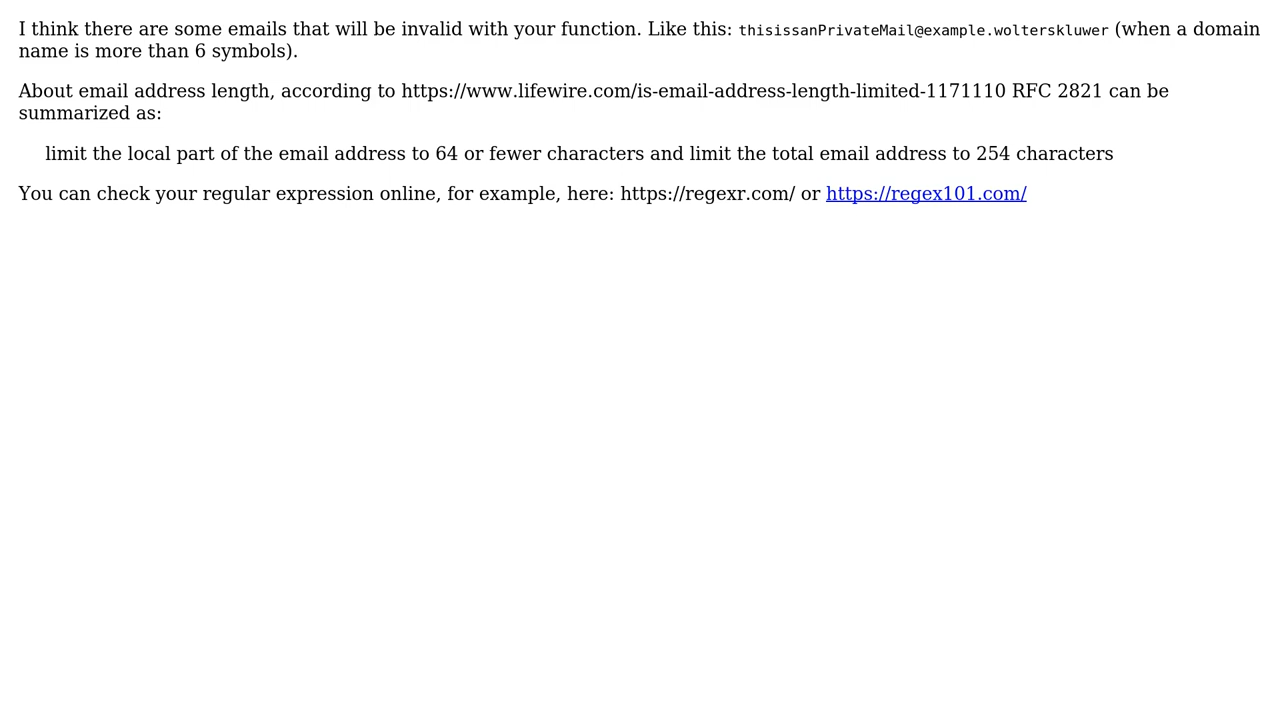 I think there are some emails that will be invalid with your function. Like this: thisissanPrivateMail@example.wolterskluwer (when a domain
name is more than 6 symbols).
About email address length, according to https://www.lifewire.com/is-email-address-length-limited-1171110 RFC 2821 can be
summarized as:
limit the local part of the email address to 64 or fewer characters and limit the total email address to 254 characters
You can check your regular expression online, for example, here: https://regexr.com/ or https://regex101.com/